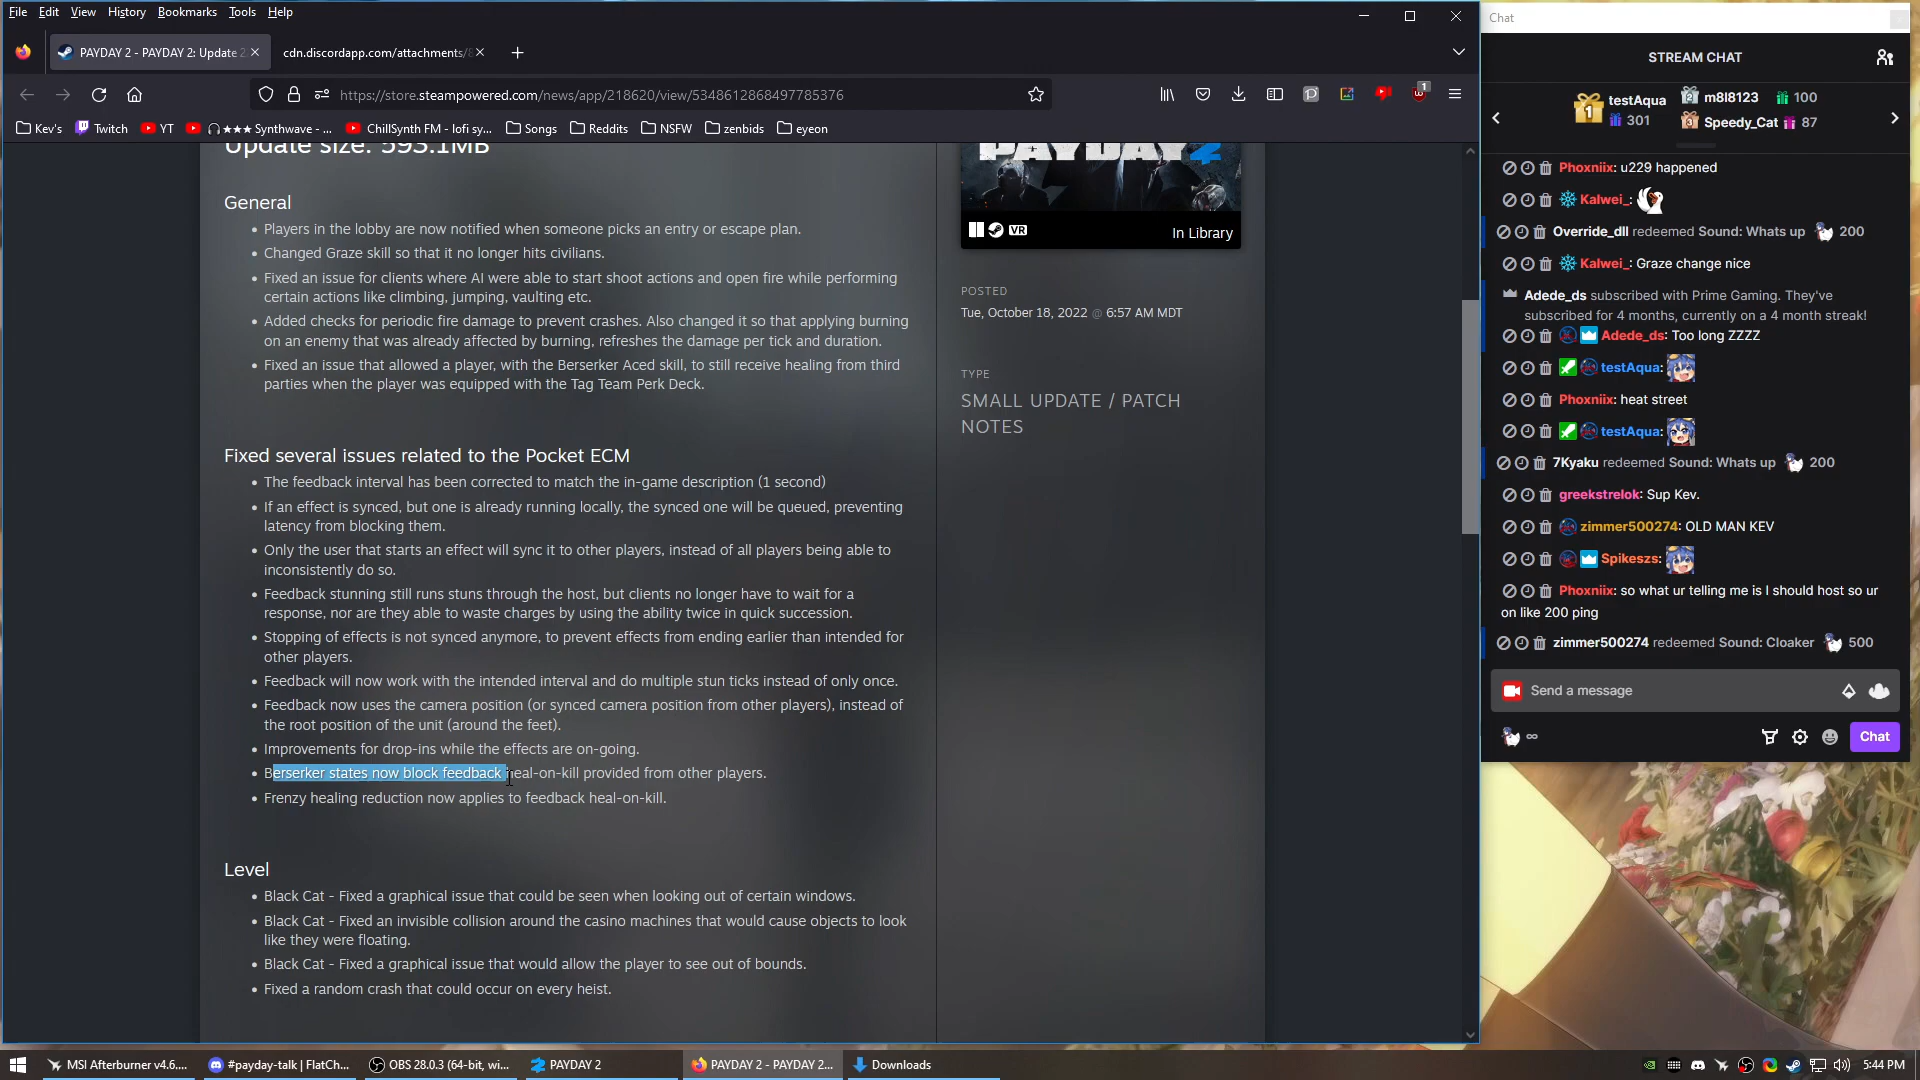 File Edit View History Bookmarks Tools Help
PAYDAY 2 - PAYDAY 2: Update 2
cdn.discordapp.com/attachments/8
https://store.steampowered.com/news/app/218620/view/5348612868497785376
1
Kev's Twitch YT ★★★ Synthwave - ... ChillSynth FM - lofi sy... Songs Reddits NSFW zenbids eyeon
Update size: 593.1MB
General
Players in the lobby are now notified when someone picks an entry or escape plan.
Changed Graze skill so that it no longer hits civilians.
Fixed an issue for clients where AI were able to start shoot actions and open fire while performing
certain actions like climbing, jumping, vaulting etc.
Added checks for periodic fire damage to prevent crashes. Also changed it so that applying burning
on an enemy that was already affected by burning, refreshes the damage per tick and duration.
Fixed an issue that allowed a player, with the Berserker Aced skill, to still receive healing from third
parties when the player was equipped with the Tag Team Perk Deck.
Fixed several issues related to the Pocket ECM
The feedback interval has been corrected to match the in-game description (1 second)
If an effect is synced, but one is already running locally, the synced one will be queued, preventing
latency from blocking them.
Only the user that starts an effect will sync it to other players, instead of all players being able to
inconsistently do so.
Feedback stunning still runs stuns through the host, but clients no longer have to wait for a
response, nor are they able to waste charges by using the ability twice in quick succession.
Stopping of effects is not synced anymore, to prevent effects from ending earlier than intended for
other players.
Feedback will now work with the intended interval and do multiple stun ticks instead of only once.
Feedback now uses the camera position (or synced camera position from other players), instead of
the root position of the unit (around the feet).
Improvements for drop-ins while the effects are on-going.
Berserker states now block feedback heal-on-kill provided from other players.
Frenzy healing reduction now applies to feedback heal-on-kill.
Level
Black Cat - Fixed a graphical issue that could be seen when looking out of certain windows.
Black Cat - Fixed an invisible collision around the casino machines that would cause objects to look
like they were floating.
Black Cat - Fixed a graphical issue that would allow the player to see out of bounds.
Fixed a random crash that could occur on every heist.
PAYDAY 2
VR
In Library
POSTED
Tue, October 18, 2022 @ 6:57 AM MDT
TYPE
SMALL UPDATE / PATCH
NOTES
Chat
STREAM CHAT
1 testAqua 301
2 m8l8123 100
3 Speedy_Cat 87
Phoxniix: u229 happened
Kalwei_:
Override_dll redeemed Sound: Whats up 200
Kalwei_: Graze change nice
Adede_ds subscribed with Prime Gaming. They've
subscribed for 4 months, currently on a 4 month streak!
Adede_ds: Too long ZZZZ
testAqua:
Phoxniix: heat street
testAqua:
7Kyaku redeemed Sound: Whats up 200
greekstrelok: Sup Kev.
zimmer500274: OLD MAN KEV
Spikeszs:
Phoxniix: so what ur telling me is I should host so ur
on like 200 ping
zimmer500274 redeemed Sound: Cloaker 500
Send a message
∞
Chat
MSI Afterburner v4.6.... #payday-talk | FlatCh... OBS 28.0.3 (64-bit, wi... PAYDAY 2 PAYDAY 2 - PAYDAY 2... Downloads
5:44 PM